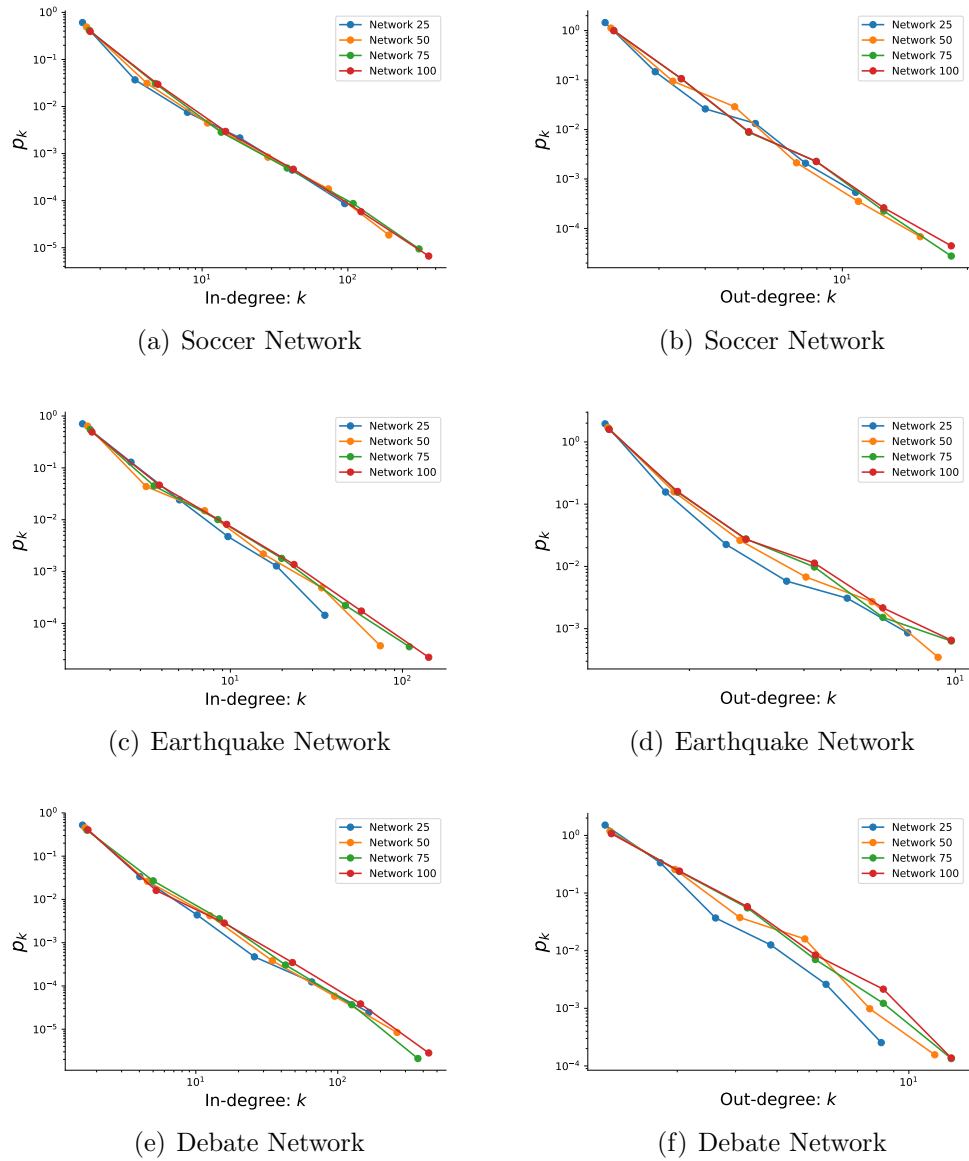 10^0
10^-1
10^-2
10^-3
10^-4
10^-5
p_k
10^1
10^2
In-degree: k
Network 25
Network 50
Network 75
Network 100
(a) Soccer Network
10^0
10^-1
10^-2
10^-3
10^-4
p_k
10^1
Out-degree: k
Network 25
Network 50
Network 75
Network 100
(b) Soccer Network
10^0
10^-1
10^-2
10^-3
10^-4
p_k
10^1
10^2
In-degree: k
Network 25
Network 50
Network 75
Network 100
(c) Earthquake Network
10^0
10^-1
10^-2
10^-3
p_k
10^1
Out-degree: k
Network 25
Network 50
Network 75
Network 100
(d) Earthquake Network
10^0
10^-1
10^-2
10^-3
10^-4
10^-5
p_k
10^1
10^2
In-degree: k
Network 25
Network 50
Network 75
Network 100
(e) Debate Network
10^0
10^-1
10^-2
10^-3
10^-4
p_k
10^1
Out-degree: k
Network 25
Network 50
Network 75
Network 100
(f) Debate Network